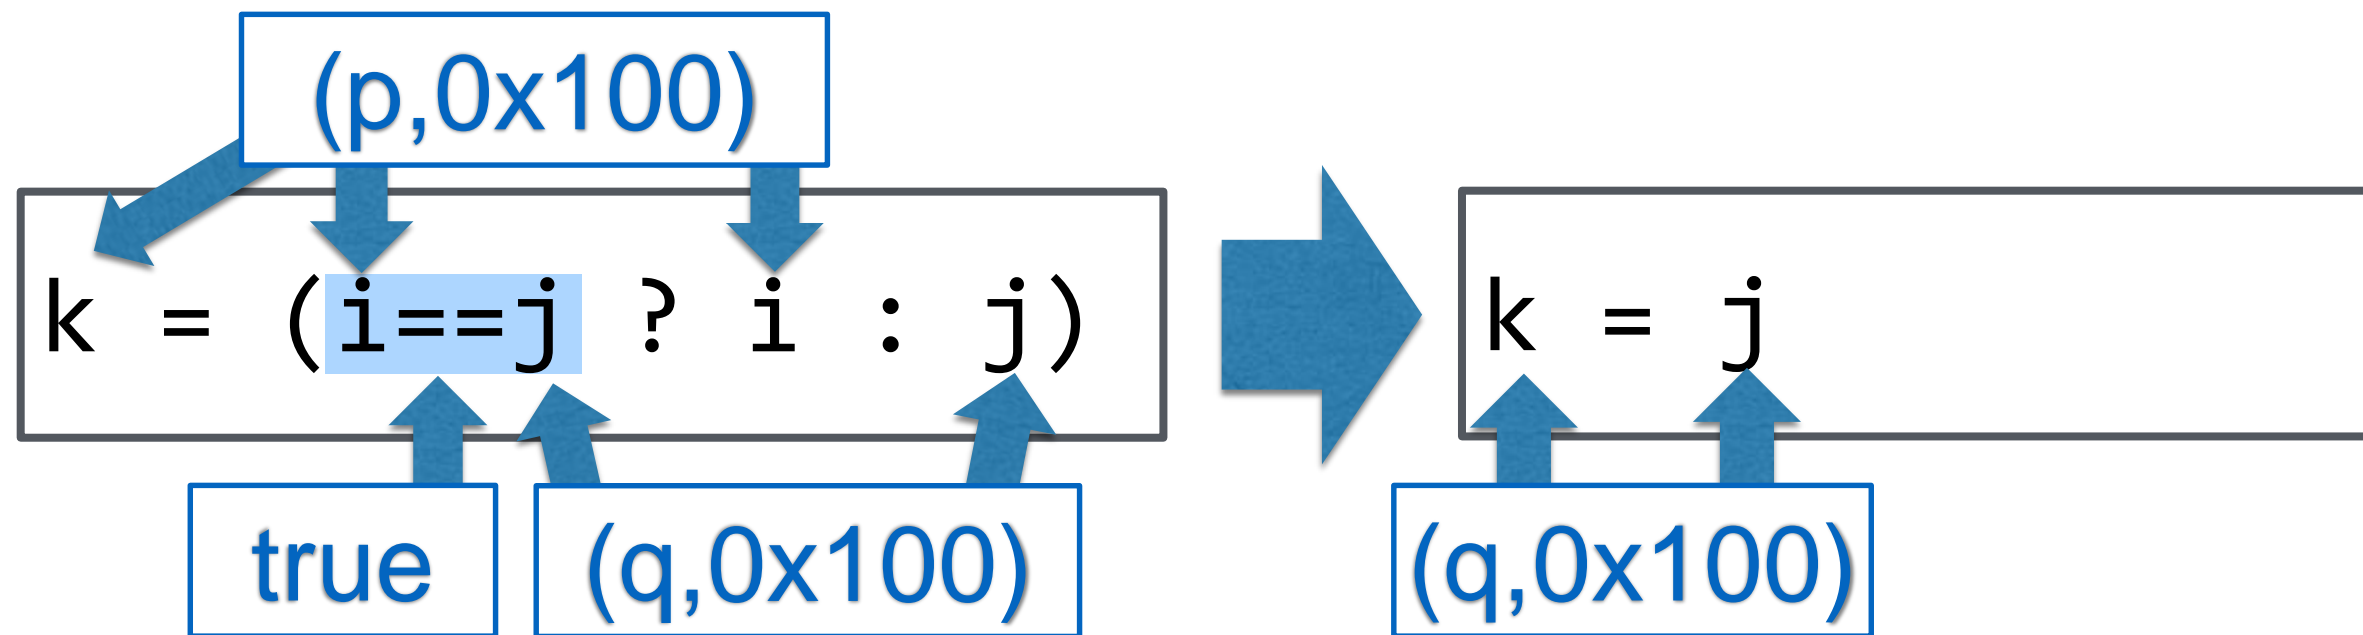 (p,0x100)
k = (i==j ? i : j)
k = j
true
(q,0x100)
(q,0x100)